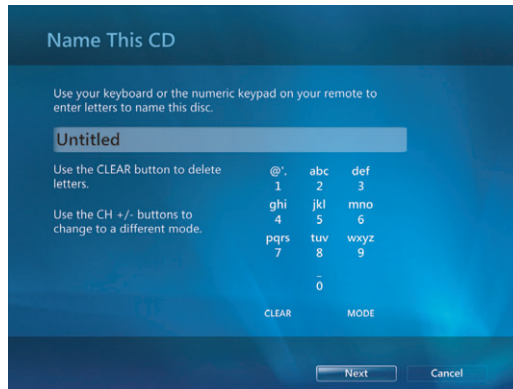 Name This CD
Use your keyboard or the numeric keypad on your remote to
enter letters to name this disc.
Untitled
Use the CLEAR button to delete
letters.
Use the CH +/- buttons to
change to a different mode.
@'. abc def
1 2 3
ghi jkl mno
4 5 6
pqrs tuv wxyz
7 8 9
_
0
CLEAR MODE
Next Cancel